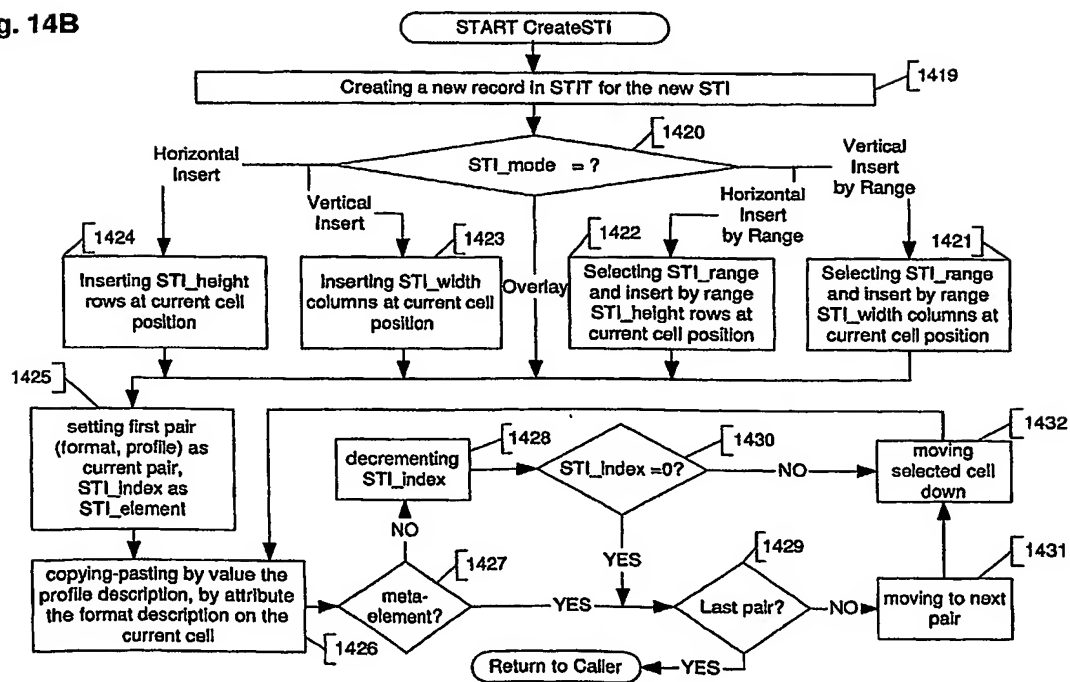 g. 14B
START CreateSTI
Creating a new record in STIT for the new STI
1419
1420
STI_mode = ?
Horizontal
Insert
Vertical
Insert
Overlay
Horizontal
Insert
by Range
Vertical
Insert
by Range
1424
Inserting STI_height
rows at current cell
position
1423
Inserting STI_width
columns at current cell
position
1422
Selecting STI_range
and insert by range
STI_height rows at
current cell position
1421
Selecting STI_range
and insert by range
STI_width columns at
current cell position
1425
setting first pair
(format, profile) as
current pair,
STI_index as
STI_element
1428
decrementing
STI_index
1430
STI_index =0?
NO
1432
moving
selected cell
down
NO
YES
1426
copying-pasting by value the
profile description, by attribute
the format description on the
current cell
1427
meta-
element?
YES
1429
Last pair?
NO
1431
moving to next
pair
Return to Caller
YES